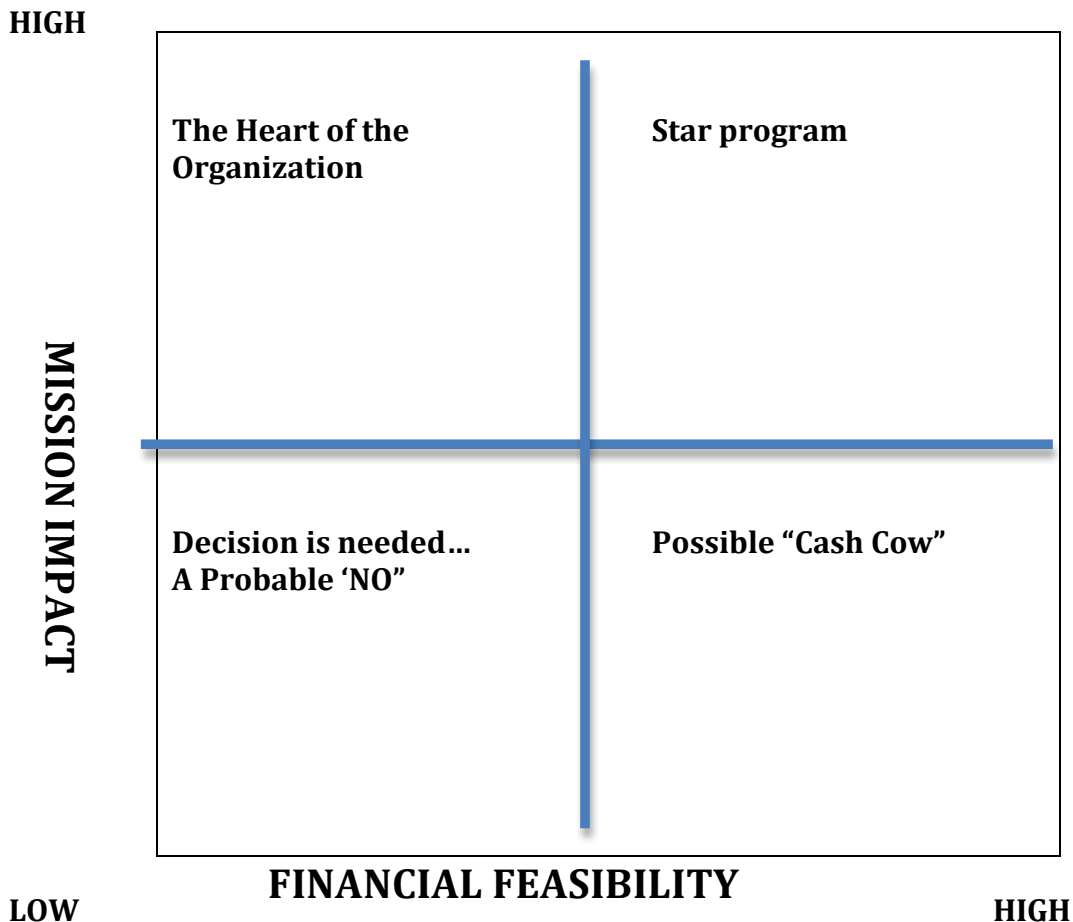 HIGH
The Heart of the
Organization
Star program
MISSION IMPACT
Decision is needed…
A Probable ‘NO”
Possible “Cash Cow”
FINANCIAL FEASIBILITY
LOW
HIGH